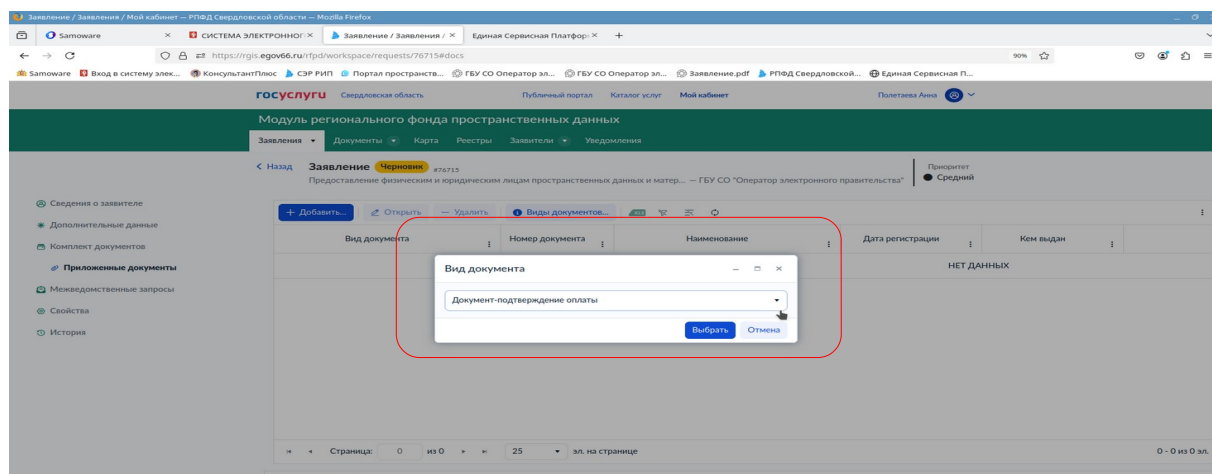 Заявление / Заявления / Мой кабинет — РПФД Свердловской области — Mozilla Firefox
Samoware
СИСТЕМА ЭЛЕКТРОННОГ
Заявление / Заявления /
Единая Сервисная Платфор
https://rgis.egov66.ru/rfpd/workspace/requests/76715#docs
90%
Samoware
Вход в систему элек...
КонсультантПлюс
СЭР РИП
Портал пространств...
ГБУ СО Оператор эл...
ГБУ СО Оператор эл...
Заявление.pdf
РПФД Свердловской...
Единая Сервисная П...
госуслуги Свердловская область
Публичный портал
Каталог услуг
Мой кабинет
Полетаева Анна
Модуль регионального фонда пространственных данных
Заявления
Документы
Карта
Реестры
Заявители
Уведомления
Назад
Заявление Черновик #76715
Предоставление физическим и юридическим лицам пространственных данных и матер... — ГБУ СО "Оператор электронного правительства"
Приоритет
Средний
Сведения о заявителе
Дополнительные данные
Комплект документов
Приложенные документы
Межведомственные запросы
Свойства
История
+ Добавить...
Открыть
— Удалить
Виды документов...
Вид документа
Номер документа
Наименование
Дата регистрации
Кем выдан
НЕТ ДАННЫХ
Вид документа
Документ-подтверждение оплаты
Выбрать
Отмена
Страница: 0 из 0
25 эл. на странице
0 - 0 из 0 эл.